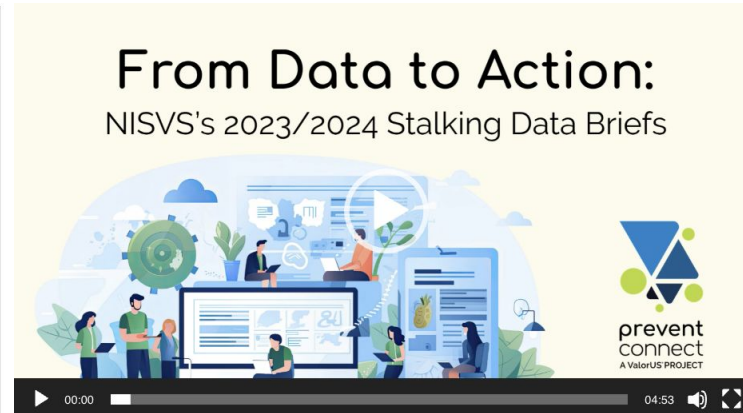 From Data to Action:
NISVS's 2023/2024 Stalking Data Briefs
prevent
connect
A ValorUS® PROJECT
00:00
04:53